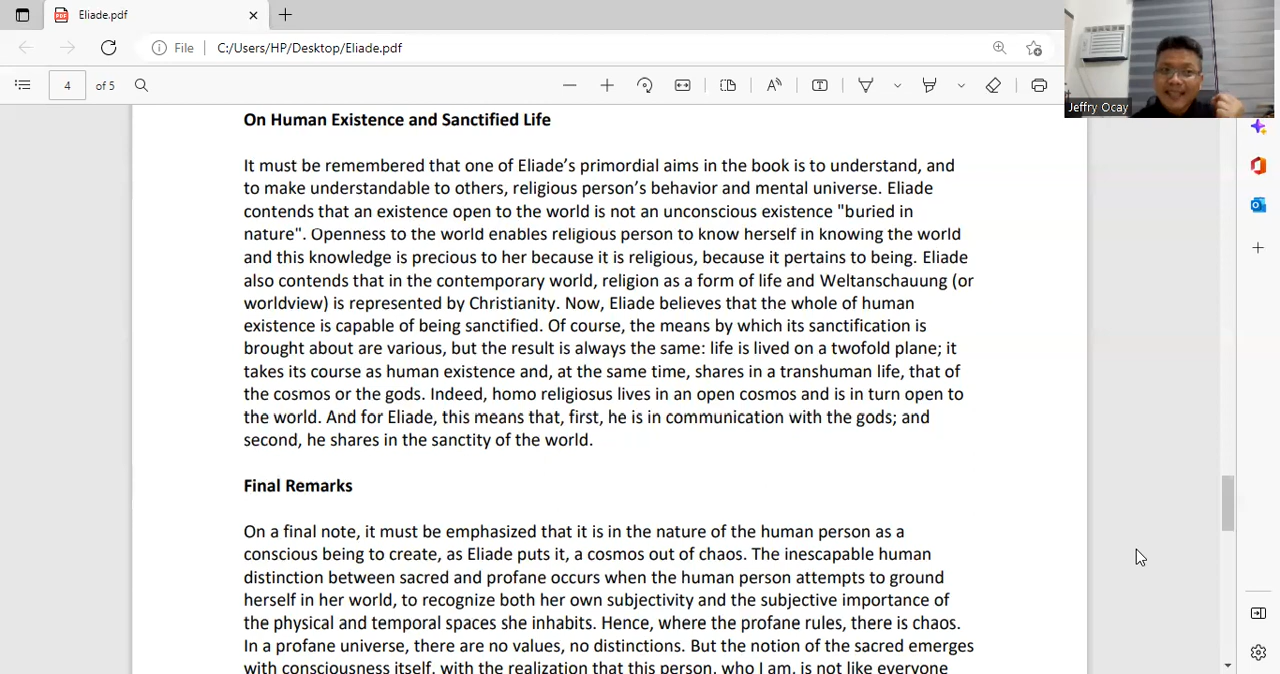 Eliade.pdf
File
C:/Users/HP/Desktop/Eliade.pdf
4 of 5
Jeffry Ocay
On Human Existence and Sanctified Life
It must be remembered that one of Eliade’s primordial aims in the book is to understand, and
to make understandable to others, religious person’s behavior and mental universe. Eliade
contends that an existence open to the world is not an unconscious existence "buried in
nature". Openness to the world enables religious person to know herself in knowing the world
and this knowledge is precious to her because it is religious, because it pertains to being. Eliade
also contends that in the contemporary world, religion as a form of life and Weltanschauung (or
worldview) is represented by Christianity. Now, Eliade believes that the whole of human
existence is capable of being sanctified. Of course, the means by which its sanctification is
brought about are various, but the result is always the same: life is lived on a twofold plane; it
takes its course as human existence and, at the same time, shares in a transhuman life, that of
the cosmos or the gods. Indeed, homo religiosus lives in an open cosmos and is in turn open to
the world. And for Eliade, this means that, first, he is in communication with the gods; and
second, he shares in the sanctity of the world.
Final Remarks
On a final note, it must be emphasized that it is in the nature of the human person as a
conscious being to create, as Eliade puts it, a cosmos out of chaos. The inescapable human
distinction between sacred and profane occurs when the human person attempts to ground
herself in her world, to recognize both her own subjectivity and the subjective importance of
the physical and temporal spaces she inhabits. Hence, where the profane rules, there is chaos.
In a profane universe, there are no values, no distinctions. But the notion of the sacred emerges
with consciousness itself, with the realization that this person, who I am, is not like everyone